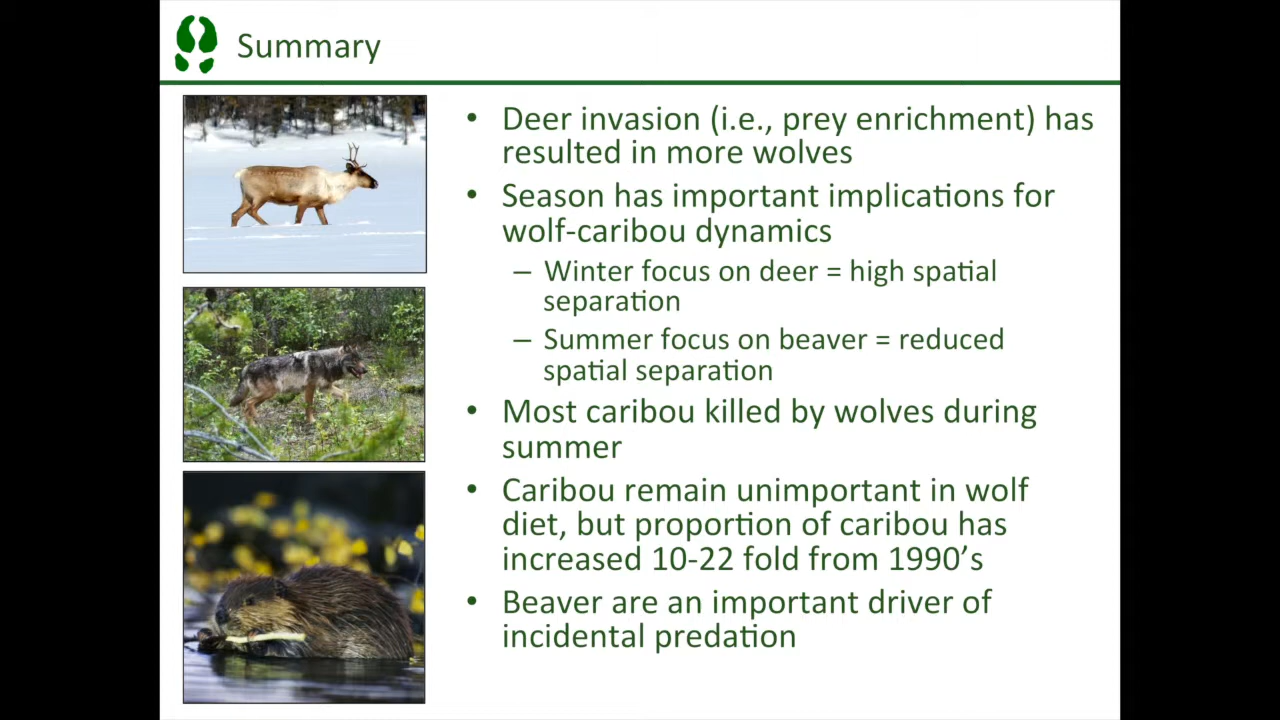 Summary
• Deer invasion (i.e., prey enrichment) has
resulted in more wolves
• Season has important implications for
wolf-caribou dynamics
– Winter focus on deer = high spatial
separation
– Summer focus on beaver = reduced
spatial separation
• Most caribou killed by wolves during
summer
• Caribou remain unimportant in wolf
diet, but proportion of caribou has
increased 10-22 fold from 1990’s
• Beaver are an important driver of
incidental predation